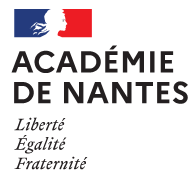 ACADÉMIE
DE NANTES
Liberté
Égalité
Fraternité